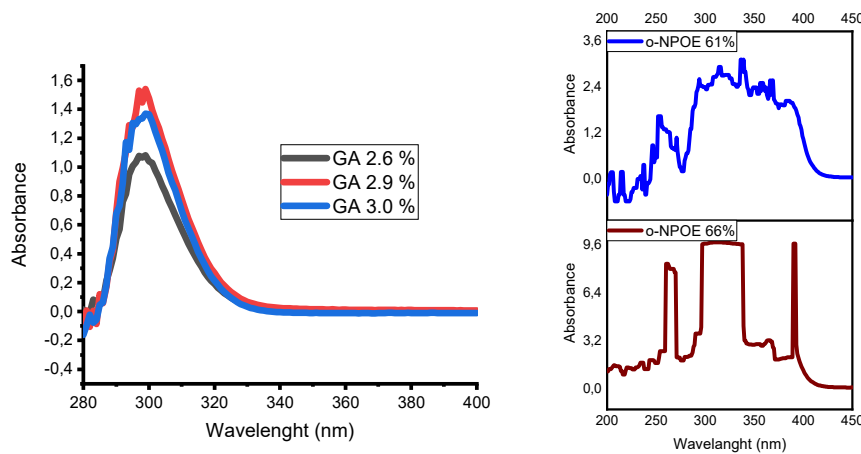 1,6
1,4
1,2
1,0
0,8
0,6
0,4
0,2
0,0
-0,2
-0,4
Absorbance
GA 2.6 %
GA 2.9 %
GA 3.0 %
280 300 320 340 360 380 400
Wavelenght (nm)
200 250 300 350 400 450
3,6
2,4
1,2
0,0
Absorbance
o-NPOE 61%
9,6
6,4
3,2
0,0
Absorbance
o-NPOE 66%
200 250 300 350 400 450
Wavelanght (nm)